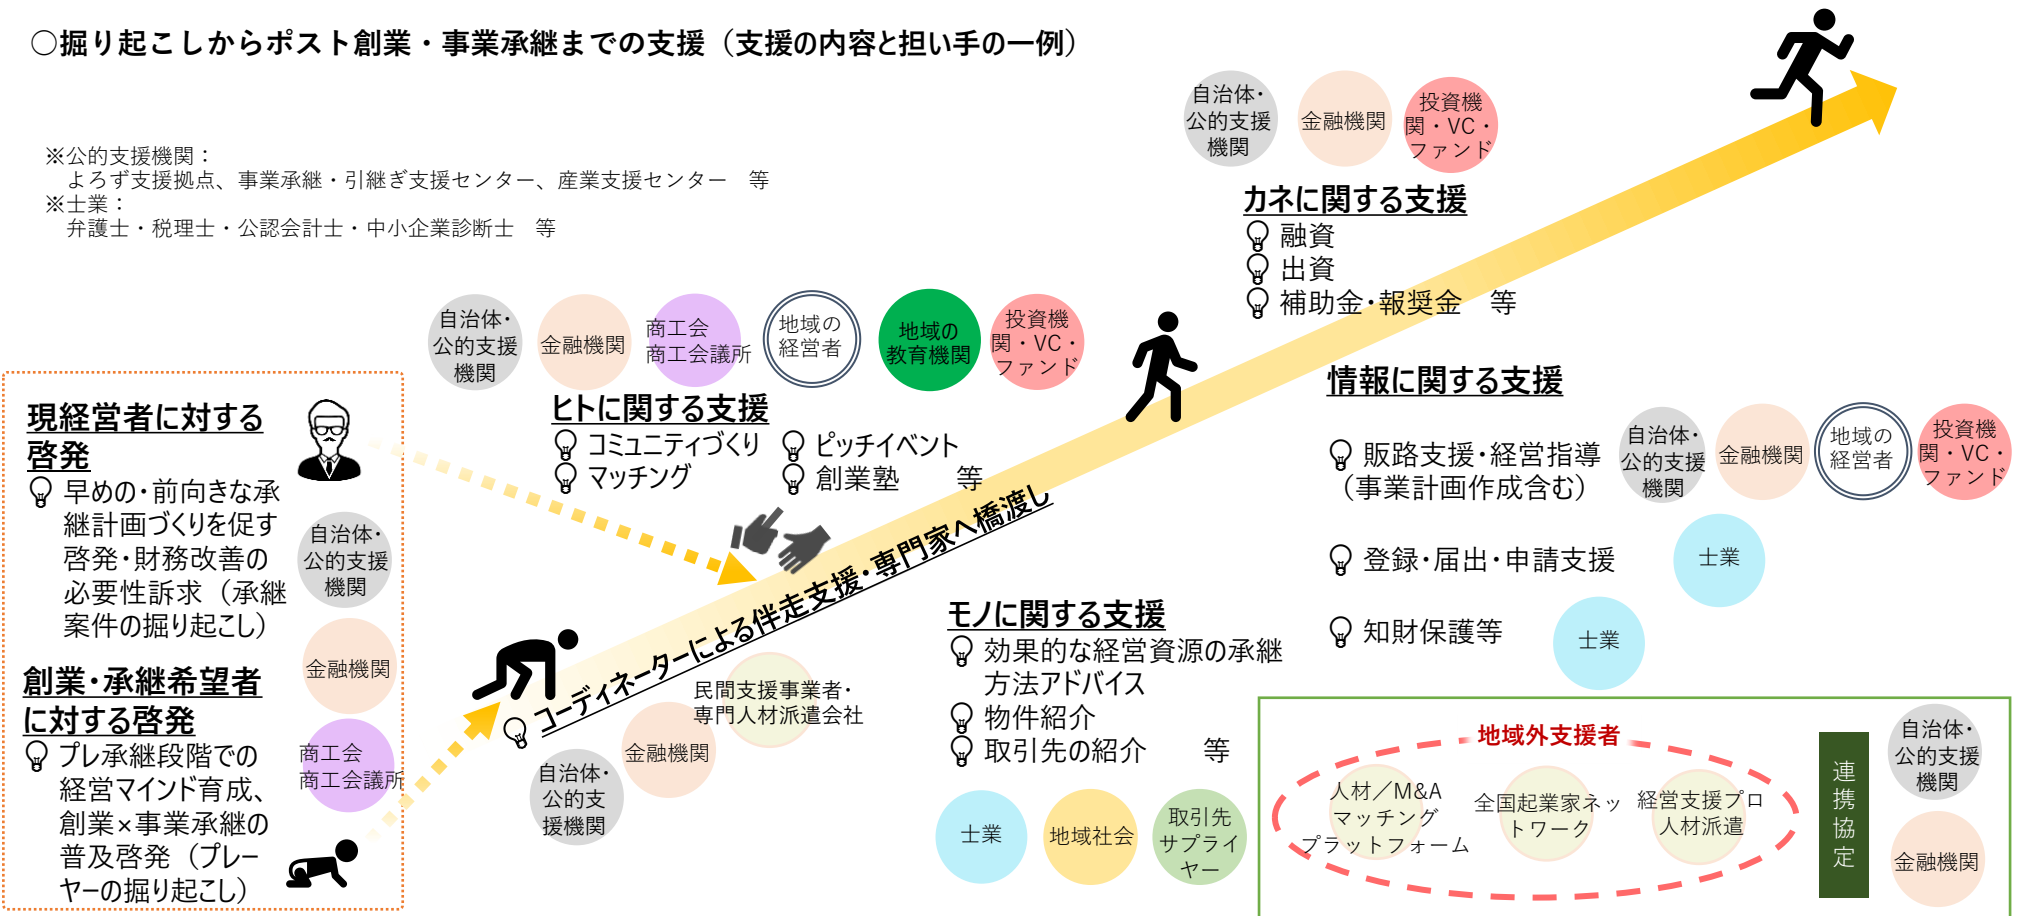 ○掘り起こしからポスト創業・事業承継までの支援（支援の内容と担い手の一例）
※公的支援機関：
よろず支援拠点、事業承継・引継ぎ支援センター、産業支援センター　等
※士業：
弁護士・税理士・公認会計士・中小企業診断士　等
自治体・
公的支援
機関
金融機関
投資機
関・VC・
ファンド
カネに関する支援
融資
出資
補助金・報奨金　等
自治体・
公的支援
機関
金融機関
商工会
商工会議所
地域の
経営者
地域の
教育機関
投資機
関・VC・
ファンド
ヒトに関する支援
コミュニティづくり
マッチング
ピッチイベント
創業塾　　等
現経営者に対する
啓発
早めの・前向きな承
継計画づくりを促す
啓発・財務改善の
必要性訴求（承継
案件の掘り起こし）
自治体・
公的支援
機関
金融機関
商工会
商工会議所
創業・承継希望者
に対する啓発
プレ承継段階での
経営マインド育成、
創業×事業承継の
普及啓発（プレー
ヤーの掘り起こし）
コーディネーターによる伴走支援・専門家へ橋渡し
自治体・
公的支
援機関
金融機関
民間支援事業者・
専門人材派遣会社
情報に関する支援
販路支援・経営指導
（事業計画作成含む）
自治体・
公的支援
機関
金融機関
地域の
経営者
投資機
関・VC・
ファンド
登録・届出・申請支援
士業
知財保護等
士業
モノに関する支援
効果的な経営資源の承継
方法アドバイス
物件紹介
取引先の紹介　　等
士業
地域社会
取引先
サプライ
ヤー
地域外支援者
人材／M&A
マッチング
プラットフォーム
全国起業家ネッ
トワーク
経営支援プロ
人材派遣
連携協定
自治体・
公的支援
機関
金融機関